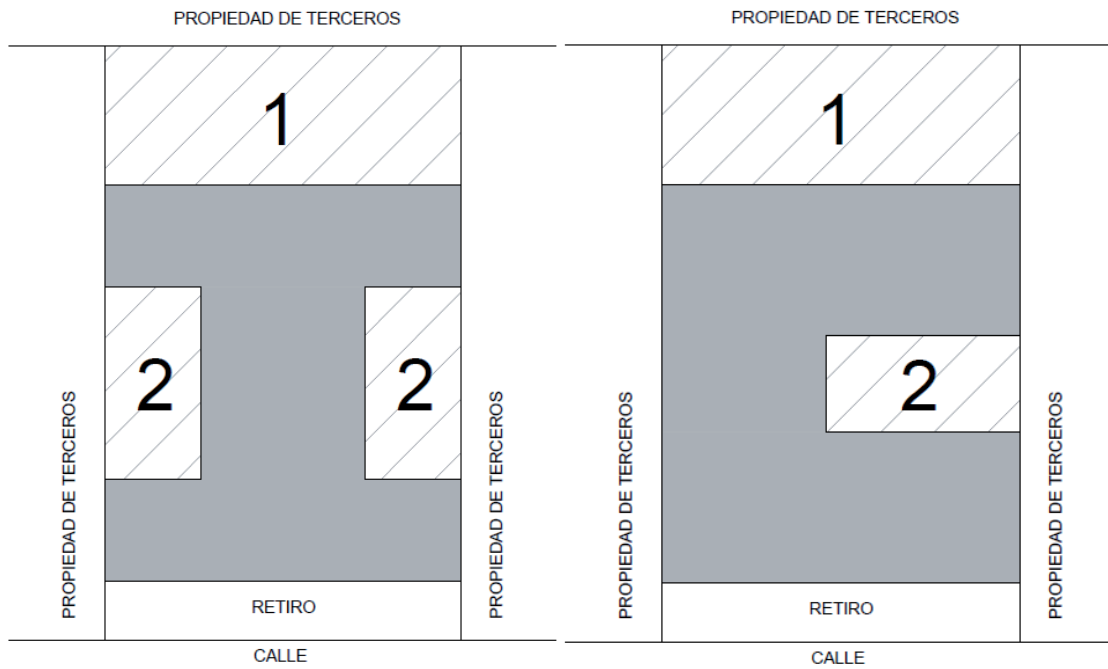 PROPIEDAD DE TERCEROS
1
2
2
PROPIEDAD DE TERCEROS
PROPIEDAD DE TERCEROS
RETIRO
CALLE
PROPIEDAD DE TERCEROS
1
2
PROPIEDAD DE TERCEROS
PROPIEDAD DE TERCEROS
RETIRO
CALLE